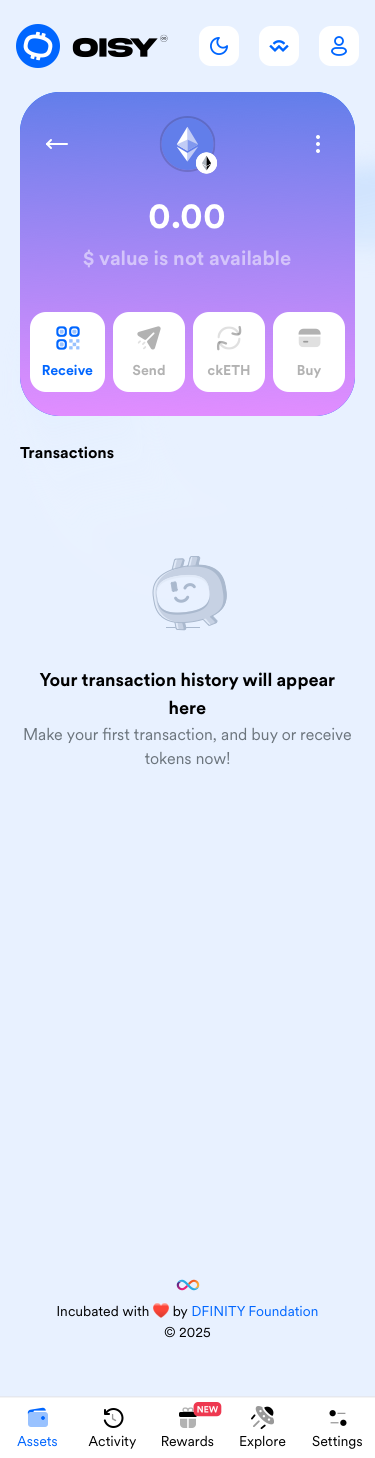 OISY
0.00
$ value is not available
Receive
Send
ckETH
Buy
Transactions
Your transaction history will appear
here
Make your first transaction, and buy or receive
tokens now!
Incubated with ❤️ by DFINITY Foundation
© 2025
NEW
Assets
Activity
Rewards
Explore
Settings